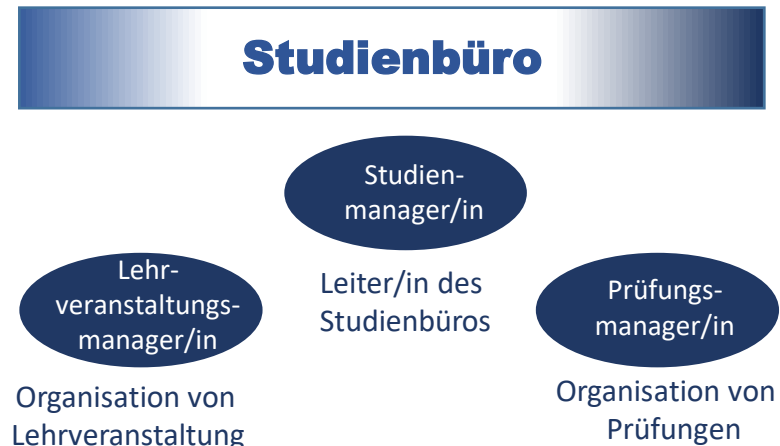 Studienbüro
Studien-
manager/in
Leiter/in des
Studienbüros
Lehr-
veranstaltungs-
manager/in
Organisation von
Lehrveranstaltung
Prüfungs-
manager/in
Organisation von
Prüfungen